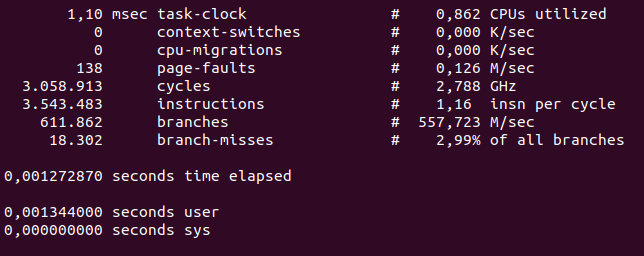 1,10 msec task-clock # 0,862 CPUs utilized
0 context-switches # 0,000 K/sec
0 cpu-migrations # 0,000 K/sec
138 page-faults # 0,126 M/sec
3.058.913 cycles # 2,788 GHz
3.543.483 instructions # 1,16 insn per cycle
611.862 branches # 557,723 M/sec
18.302 branch-misses # 2,99% of all branches
0,001272870 seconds time elapsed
0,001344000 seconds user
0,000000000 seconds sys